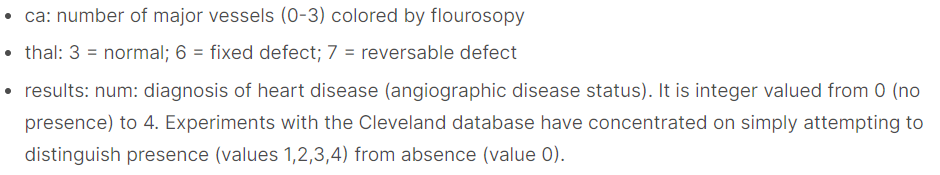 • ca: number of major vessels (0-3) colored by flourosopy
• thal: 3 = normal; 6 = fixed defect; 7 = reversable defect
• results: num: diagnosis of heart disease (angiographic disease status). It is integer valued from 0 (no
presence) to 4. Experiments with the Cleveland database have concentrated on simply attempting to
distinguish presence (values 1,2,3,4) from absence (value 0).